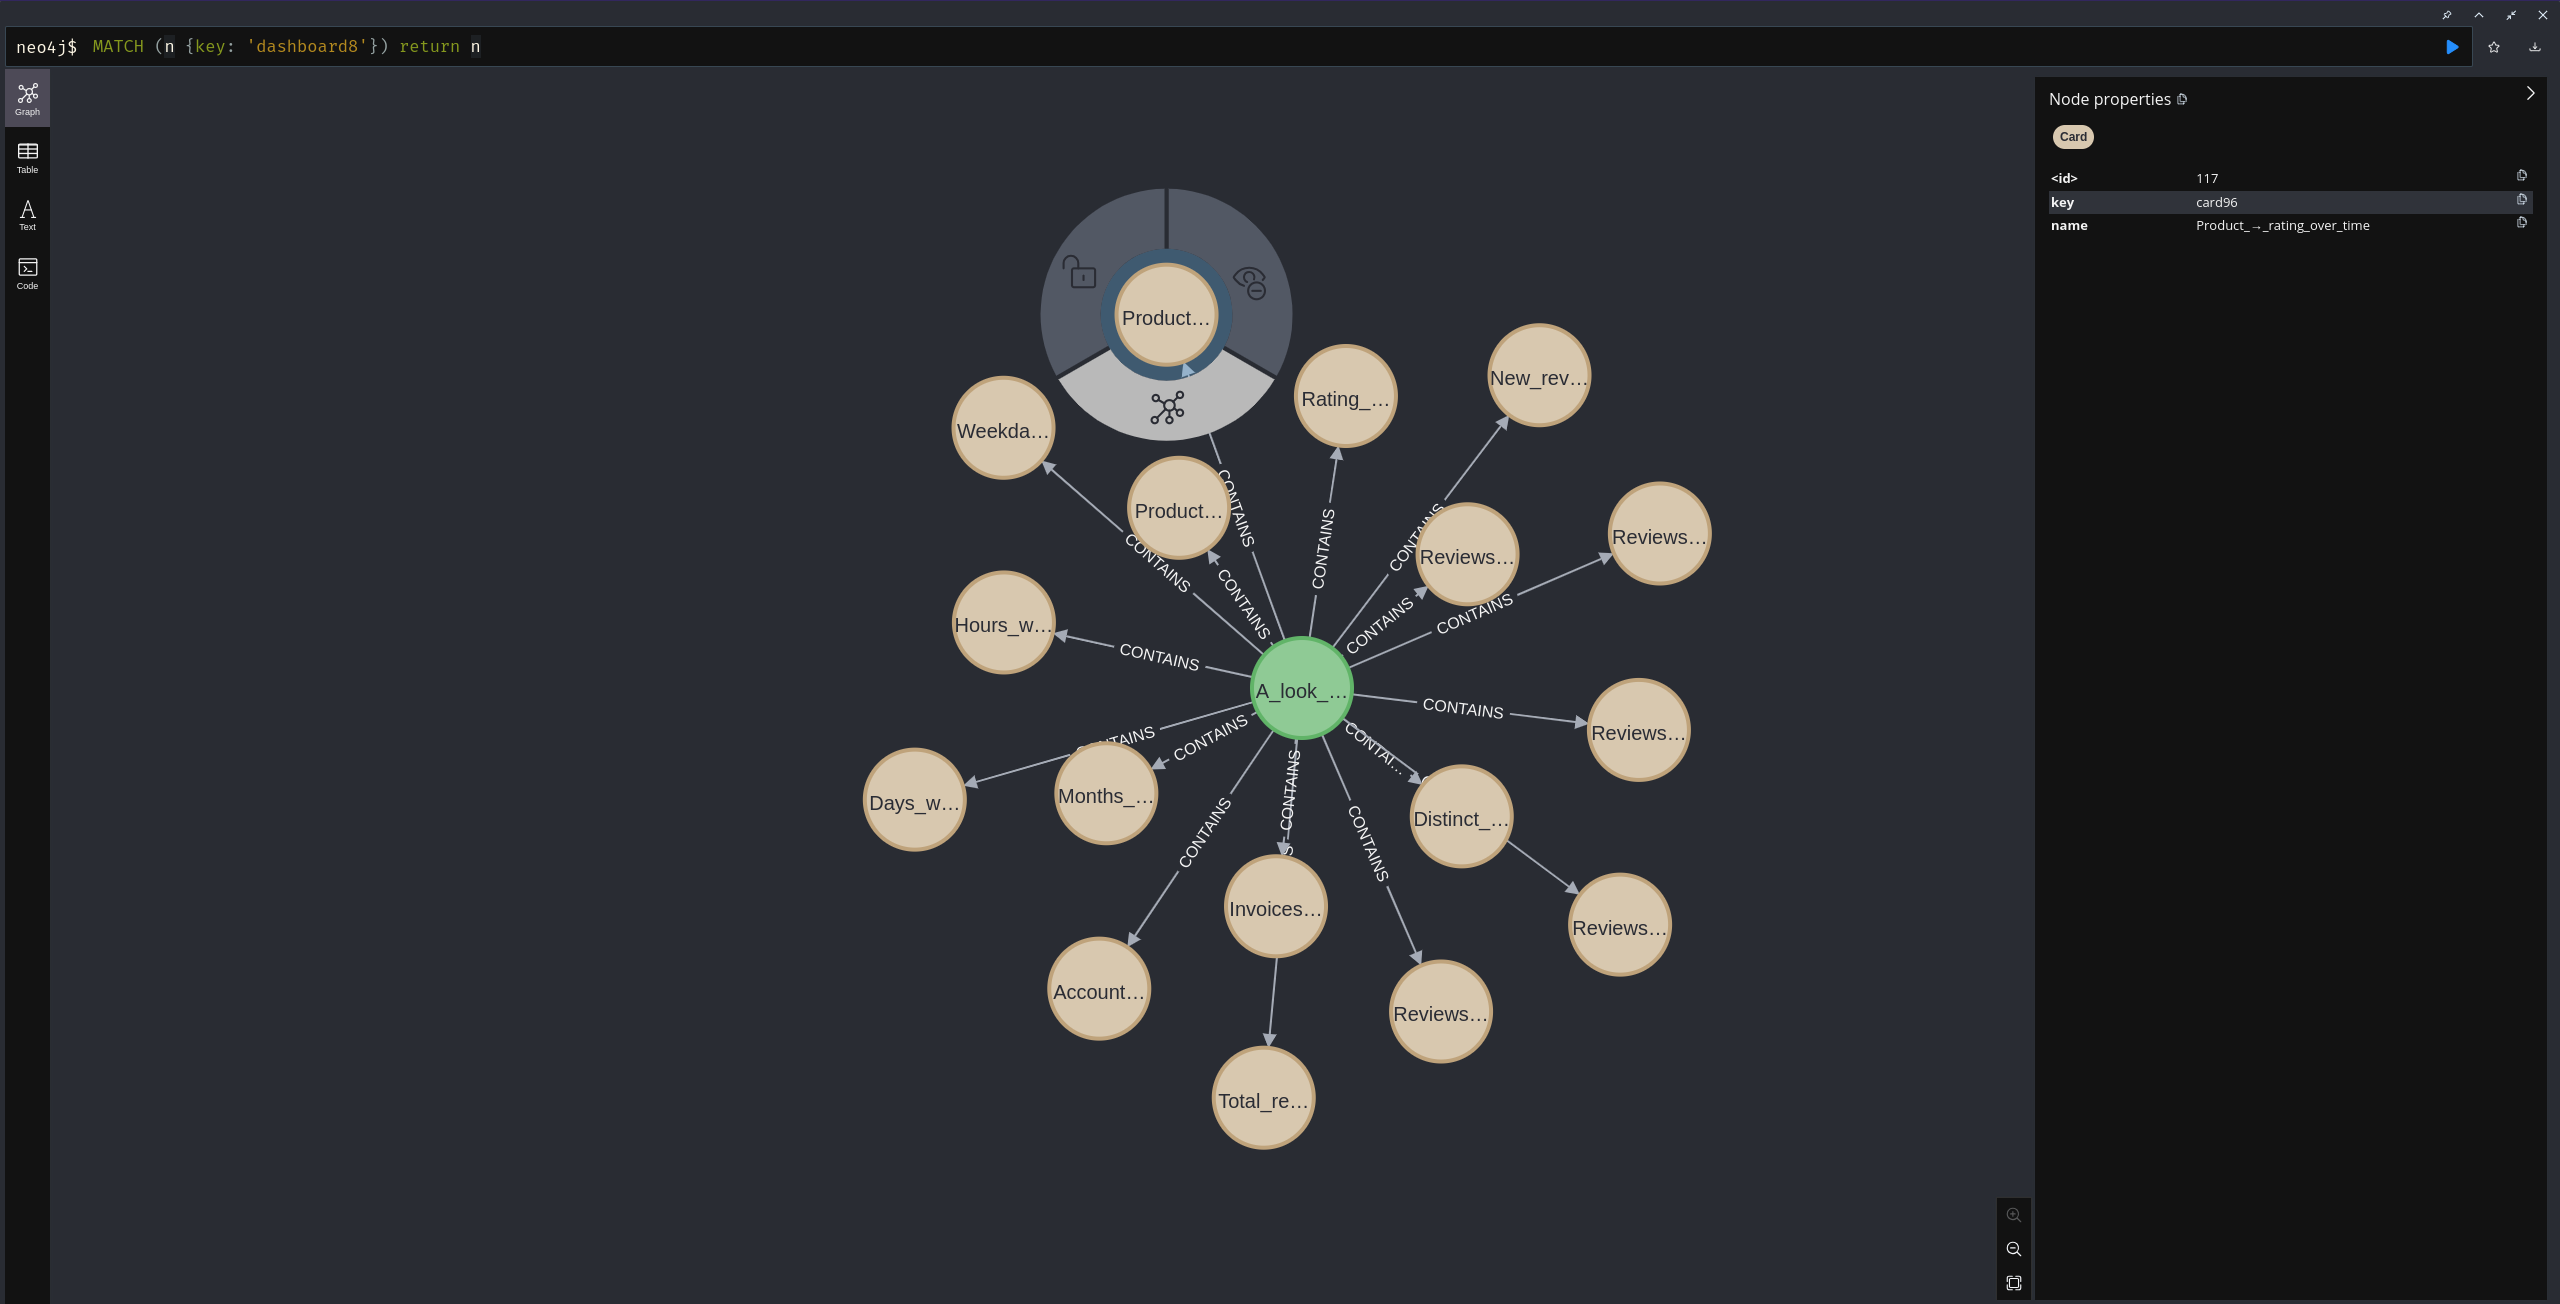 neo4j$ MATCH (n {key: 'dashboard8'}) return n
Graph
Table
Text
Code
Node properties
Card
<id> 117
key card96
name Product_→_rating_over_time
Product…
Rating_…
New_rev…
Weekda…
CONTAINS
Product…
CONTAINS
CONTAINS
Reviews…
Reviews…
CONTAINS
CONTAINS
CONTAINS
CONTAINS
Hours_w…
CONTAINS
A_look_…
CONTAINS
Reviews…
CONTAINS
CONTAINS
CONTAI…
Days_w…
Months_…
CONTAINS
CONTAINS
CONTAINS
Distinct_…
Invoices…
Reviews…
Account…
Reviews…
Total_re…